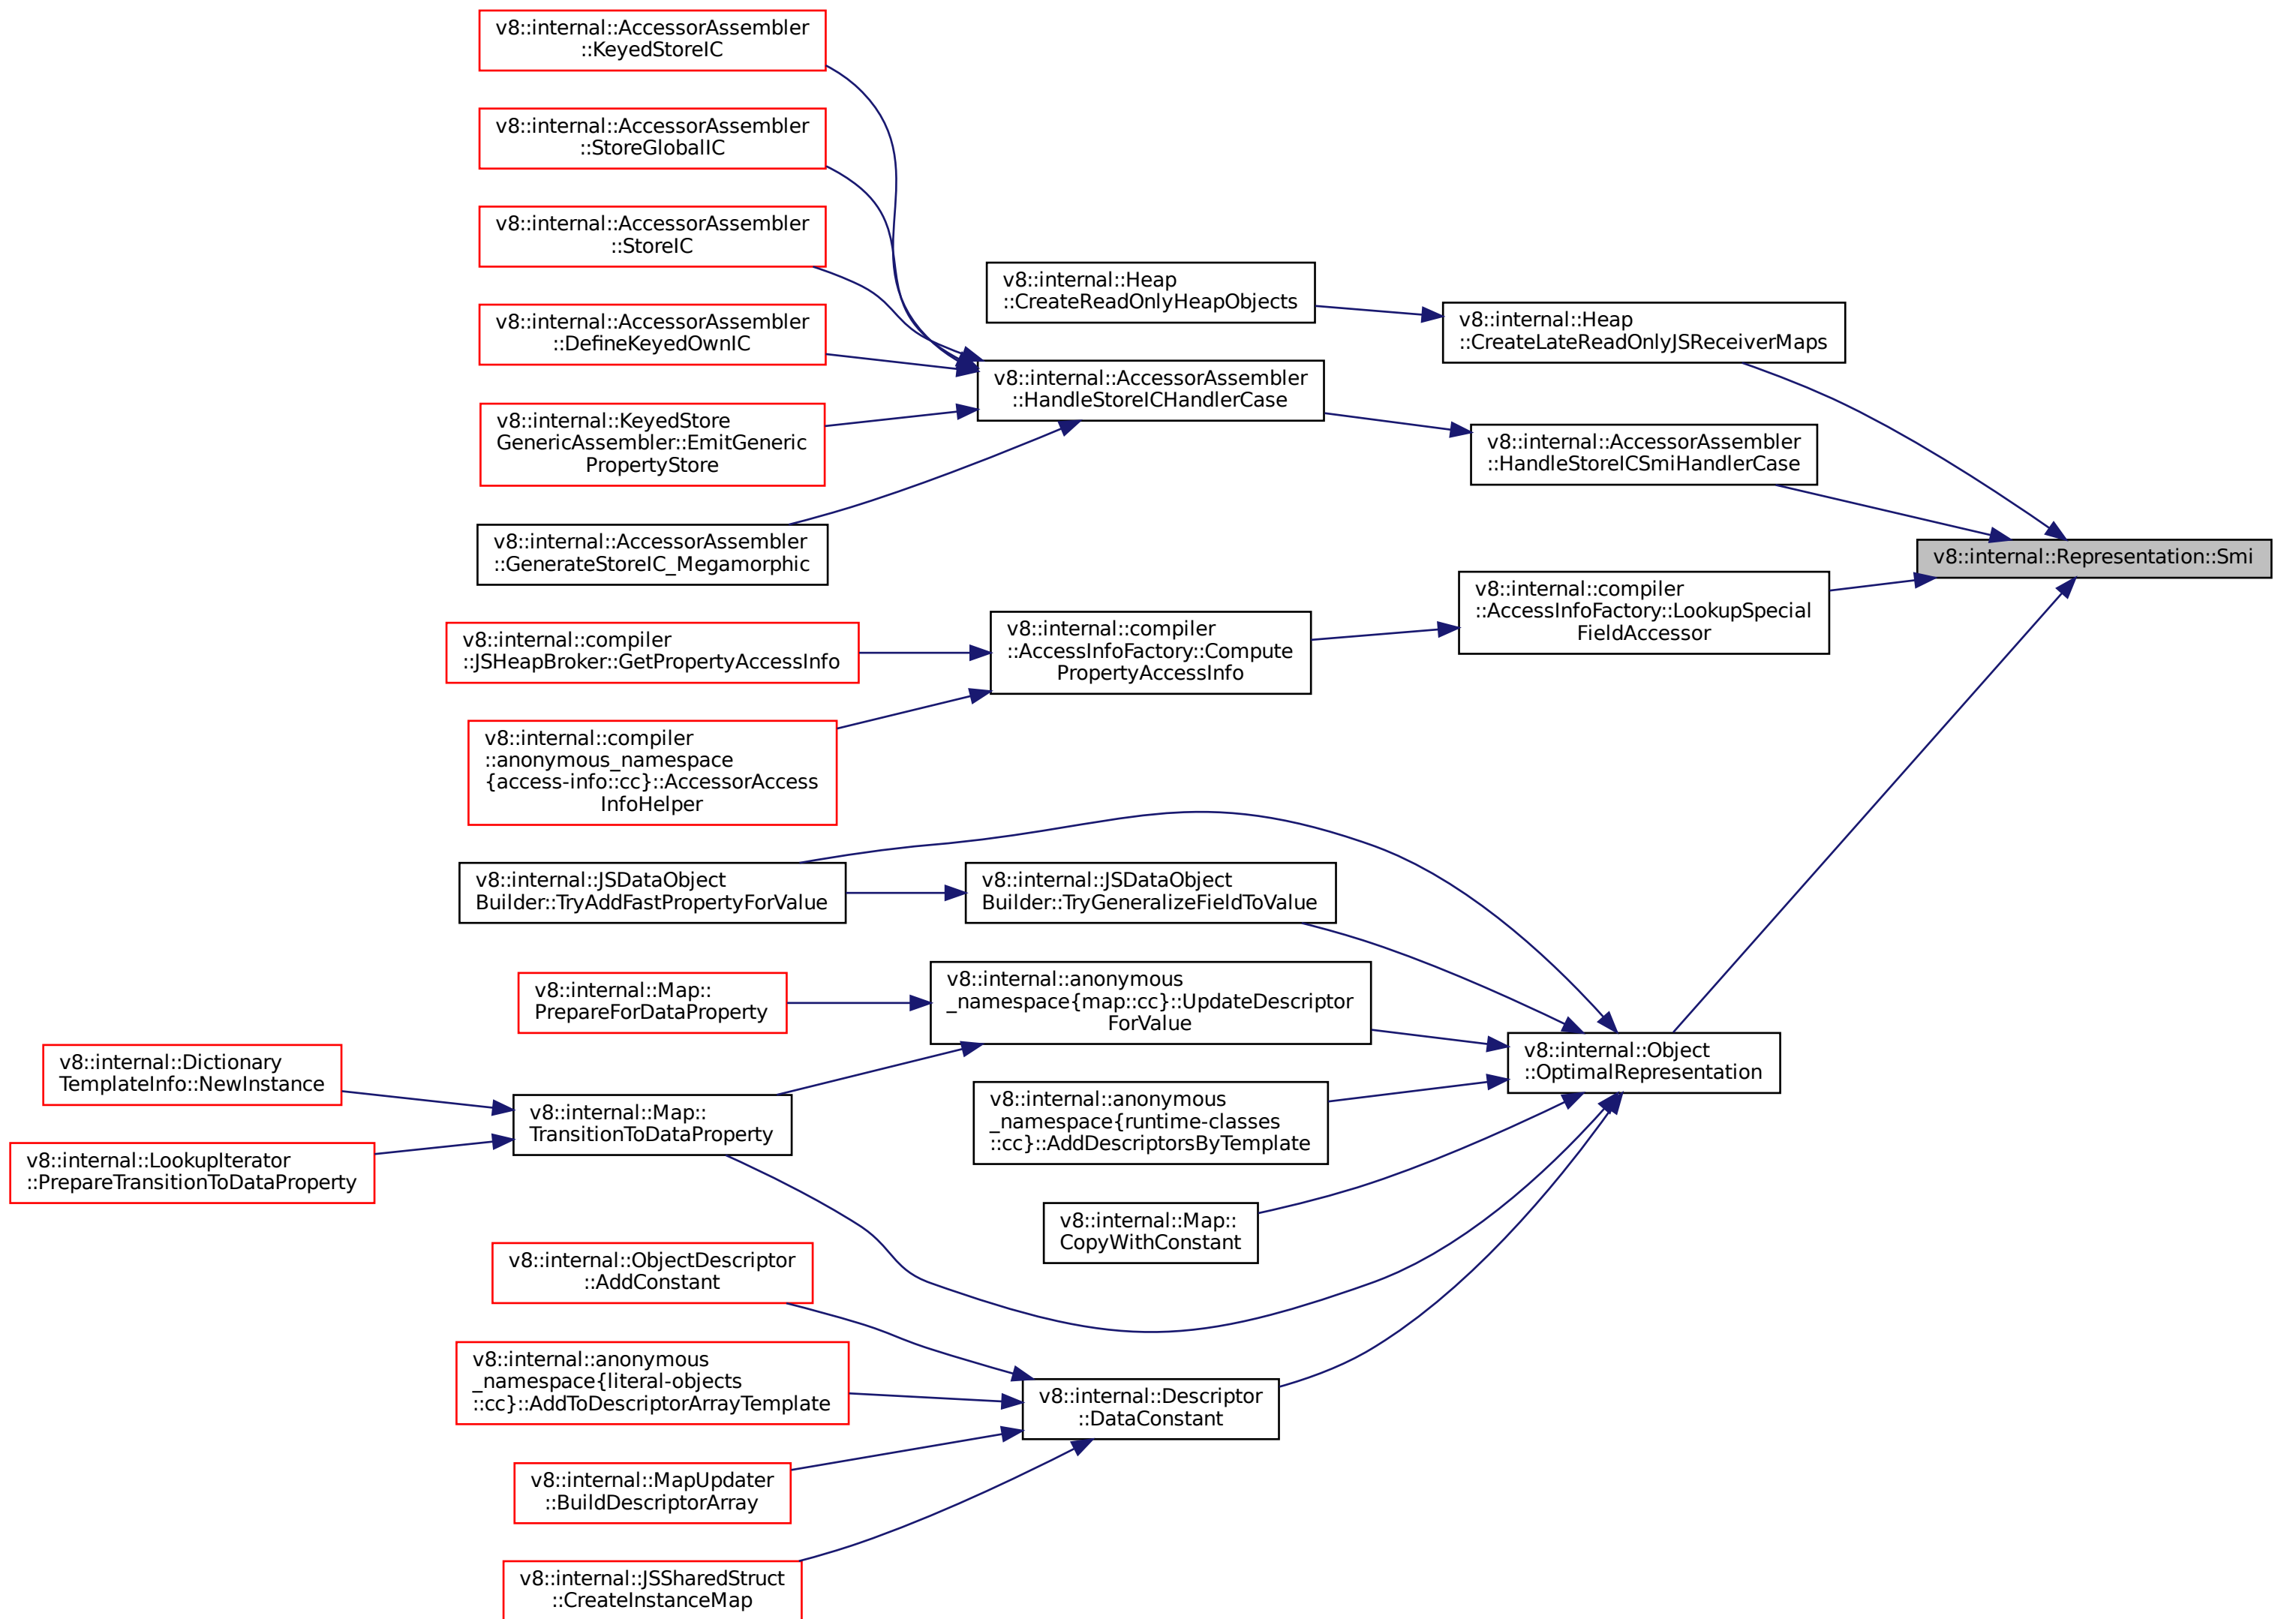 v8::internal::AccessorAssembler
::KeyedStoreIC
v8::internal::AccessorAssembler
::StoreGlobalIC
v8::internal::AccessorAssembler
::StoreIC
v8::internal::AccessorAssembler
::DefineKeyedOwnIC
v8::internal::KeyedStore
GenericAssembler::EmitGeneric
PropertyStore
v8::internal::AccessorAssembler
::GenerateStoreIC_Megamorphic
v8::internal::Heap
::CreateReadOnlyHeapObjects
v8::internal::AccessorAssembler
::HandleStoreICHandlerCase
v8::internal::Heap
::CreateLateReadOnlyJSReceiverMaps
v8::internal::AccessorAssembler
::HandleStoreICSmiHandlerCase
v8::internal::Representation::Smi
v8::internal::compiler
::AccessInfoFactory::LookupSpecial
FieldAccessor
v8::internal::compiler
::AccessInfoFactory::Compute
PropertyAccessInfo
v8::internal::compiler
::JSHeapBroker::GetPropertyAccessInfo
v8::internal::compiler
::anonymous_namespace
{access-info::cc}::AccessorAccess
InfoHelper
v8::internal::JSDataObject
Builder::TryAddFastPropertyForValue
v8::internal::JSDataObject
Builder::TryGeneralizeFieldToValue
v8::internal::Map::
PrepareForDataProperty
v8::internal::anonymous
_namespace{map::cc}::UpdateDescriptor
ForValue
v8::internal::Object
::OptimalRepresentation
v8::internal::Dictionary
TemplateInfo::NewInstance
v8::internal::LookupIterator
::PrepareTransitionToDataProperty
v8::internal::Map::
TransitionToDataProperty
v8::internal::anonymous
_namespace{runtime-classes
::cc}::AddDescriptorsByTemplate
v8::internal::Map::
CopyWithConstant
v8::internal::ObjectDescriptor
::AddConstant
v8::internal::anonymous
_namespace{literal-objects
::cc}::AddToDescriptorArrayTemplate
v8::internal::Descriptor
::DataConstant
v8::internal::MapUpdater
::BuildDescriptorArray
v8::internal::JSSharedStruct
::CreateInstanceMap